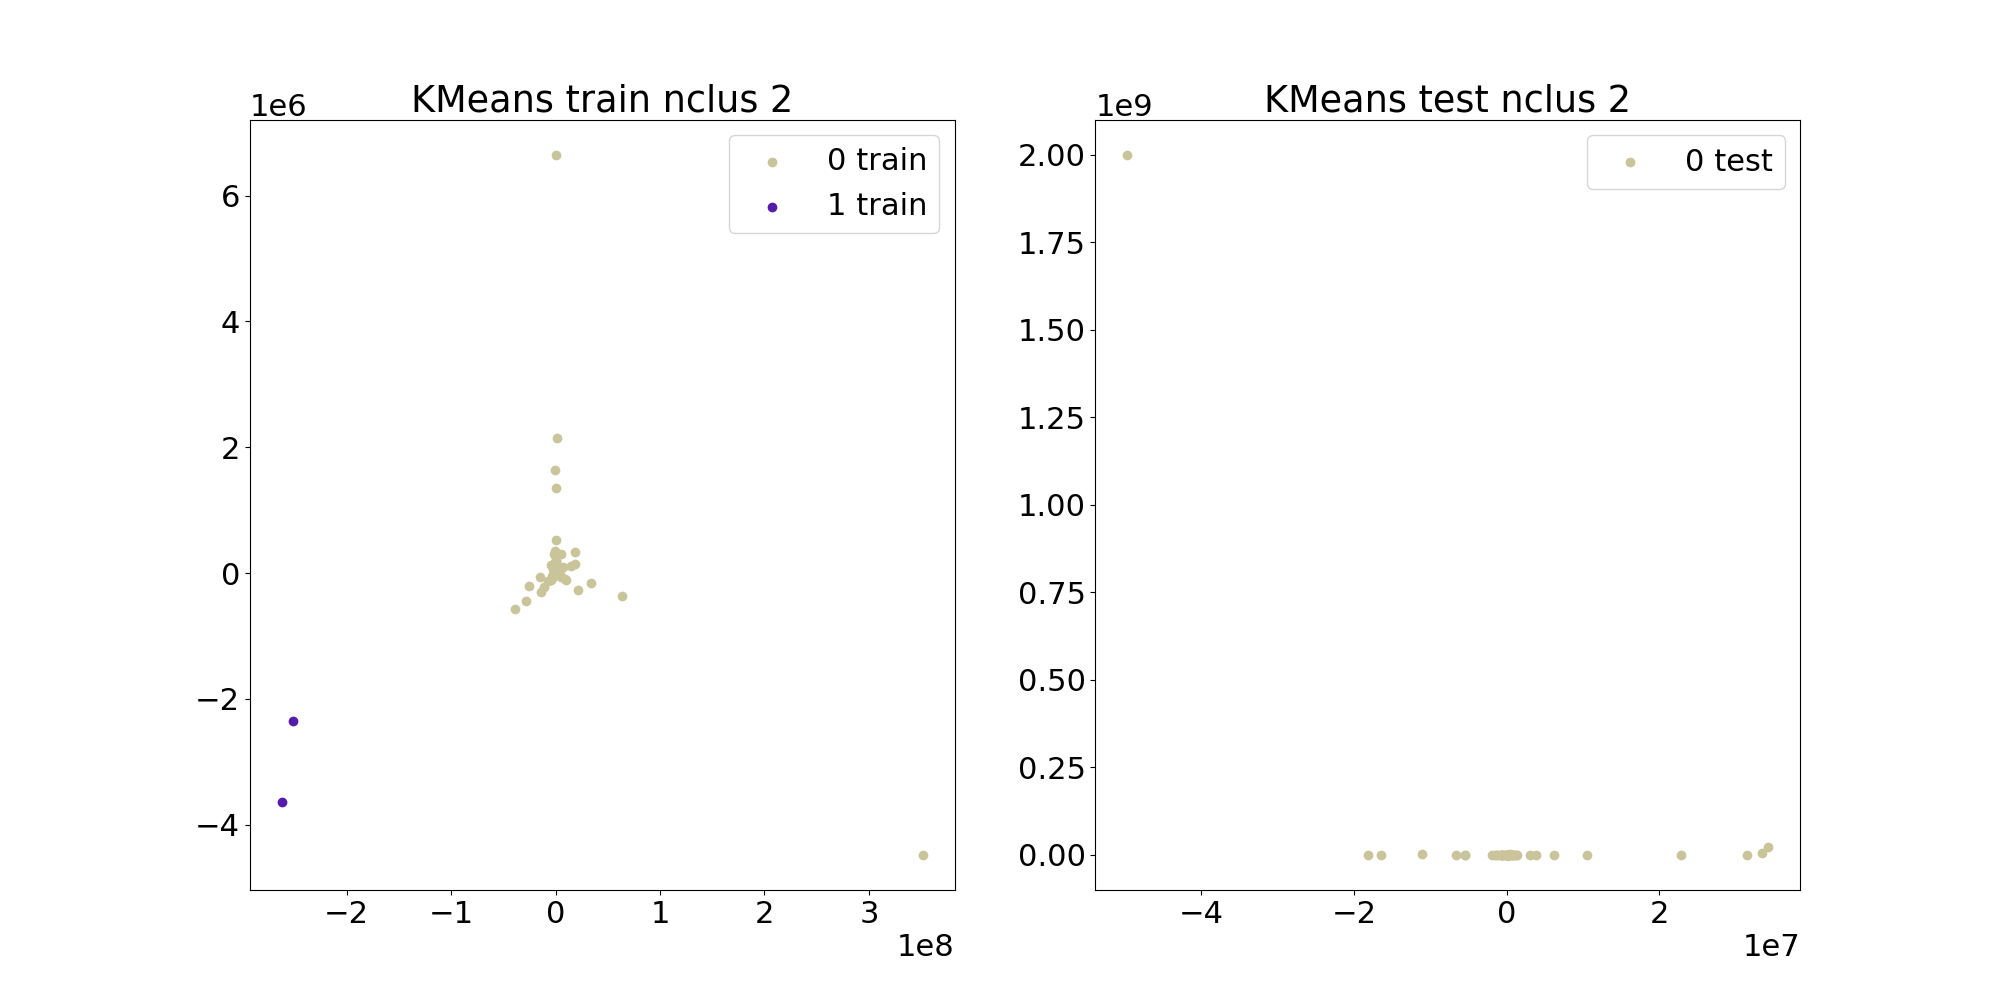 KMeans train nclus 2
1e6
0 train
1 train
6
4
2
0
−2
−4
−2
−1
0
1
2
3
1e8
KMeans test nclus 2
1e9
0 test
2.00
1.75
1.50
1.25
1.00
0.75
0.50
0.25
0.00
−4
−2
0
2
1e7